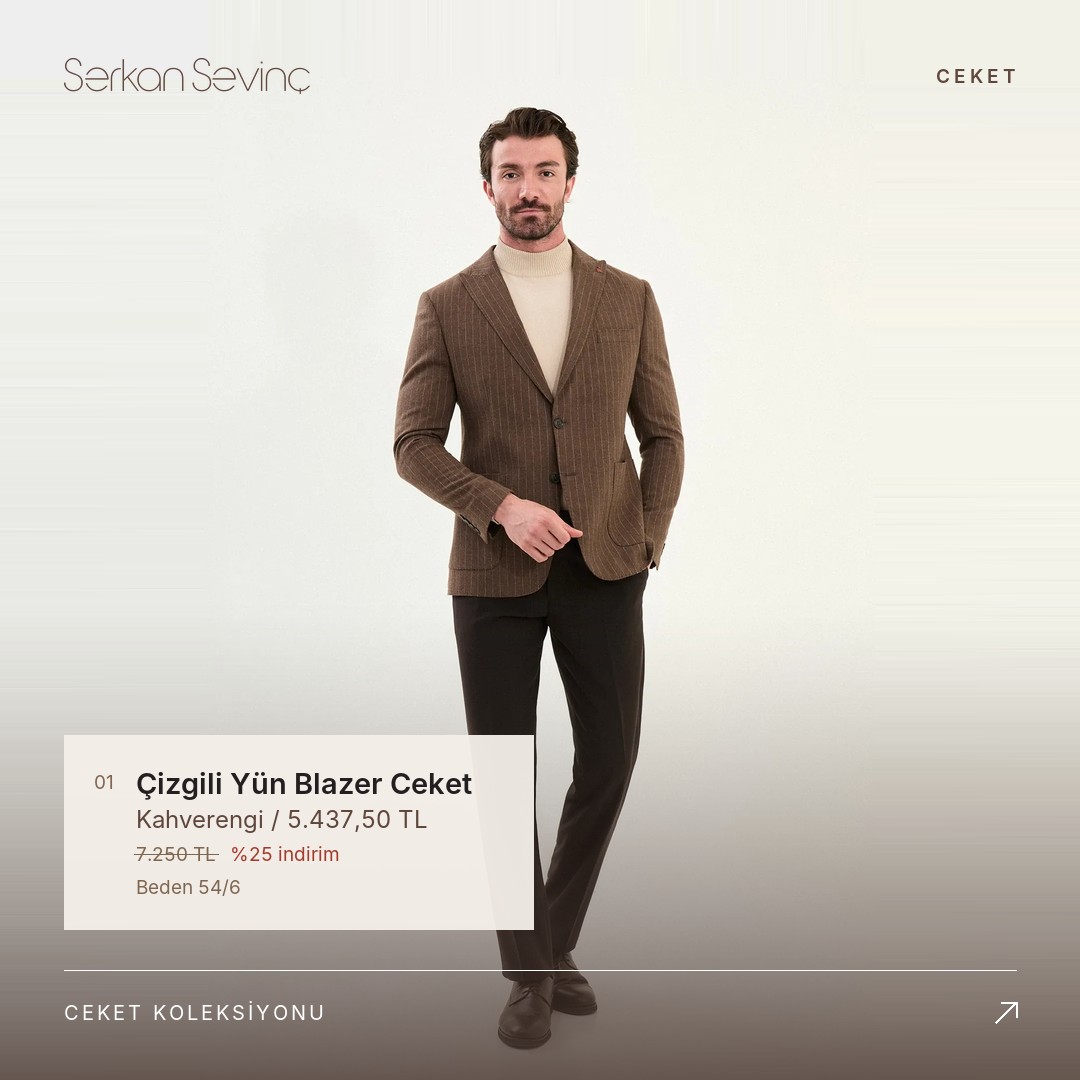 Serkan Sevinç
CEKET
01 Çizgili Yün Blazer Ceket
Kahverengi / 5.437,50 TL
7.250 TL %25 indirim
Beden 54/6
CEKET KOLEKSİYONU